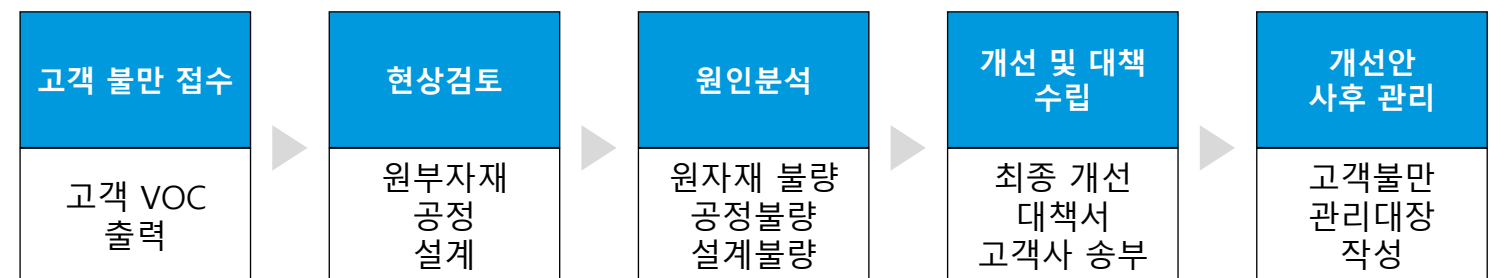 고객 불만 접수
고객 VOC
출력
현상검토
원부자재
공정
설계
원인분석
원자재 불량
공정불량
설계불량
개선 및 대책
수립
최종 개선
대책서
고객사 송부
개선안
사후 관리
고객불만
관리대장
작성